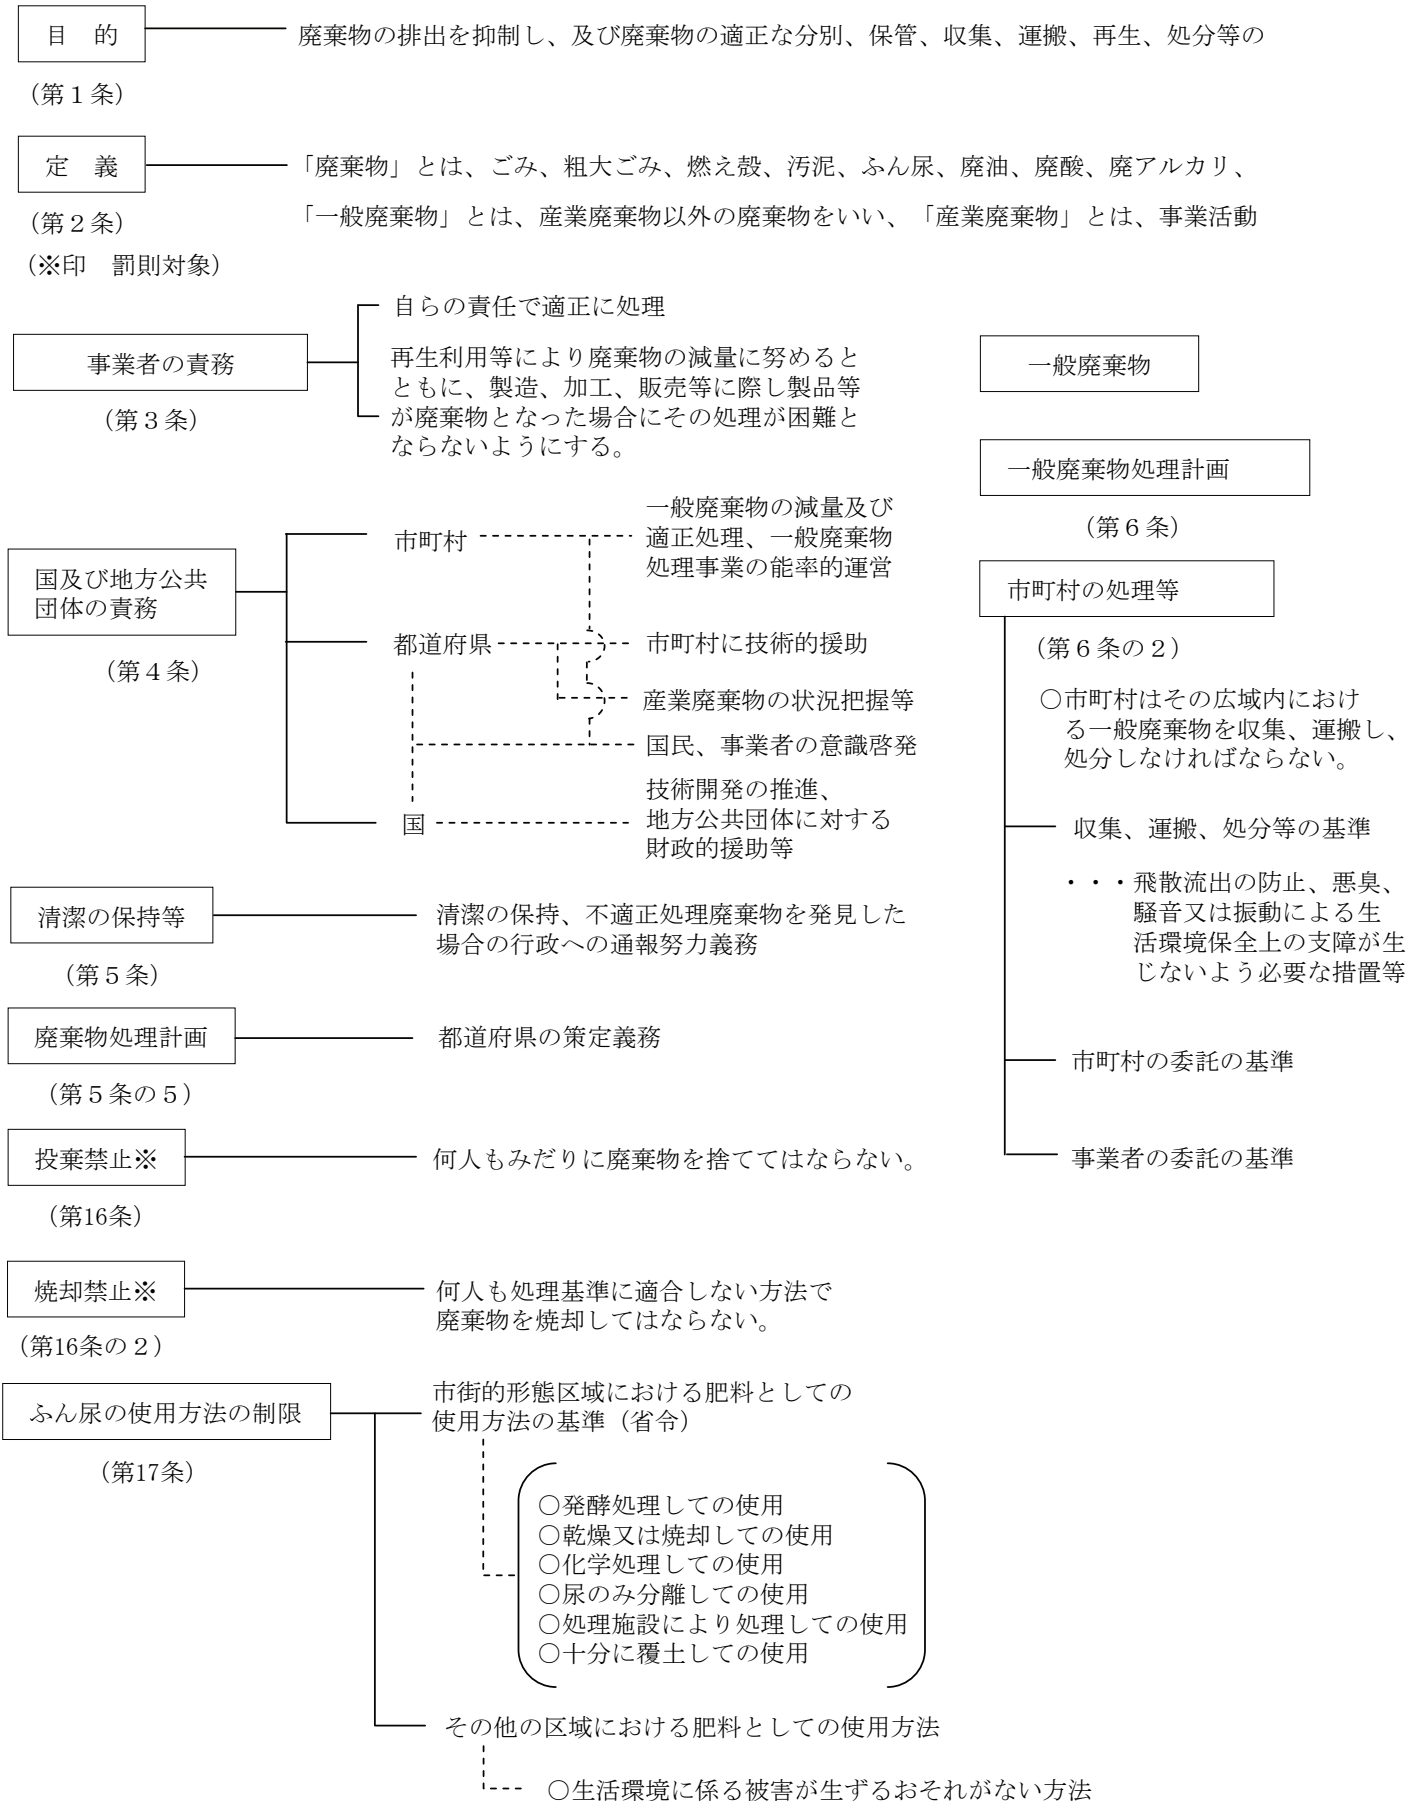 目　的
廃棄物の排出を抑制し、及び廃棄物の適正な分別、保管、収集、運搬、再生、処分等の
（第１条）
定　義
「廃棄物」とは、ごみ、粗大ごみ、燃え殻、汚泥、ふん尿、廃油、廃酸、廃アルカリ、
「一般廃棄物」とは、産業廃棄物以外の廃棄物をいい、「産業廃棄物」とは、事業活動
（第２条）
（※印　罰則対象）
事業者の責務
（第３条）
自らの責任で適正に処理
再生利用等により廃棄物の減量に努めると
ともに、製造、加工、販売等に際し製品等
が廃棄物となった場合にその処理が困難と
ならないようにする。
国及び地方公共
団体の責務
（第４条）
市町村
一般廃棄物の減量及び
適正処理、一般廃棄物
処理事業の能率的運営
都道府県
市町村に技術的援助
産業廃棄物の状況把握等
国民、事業者の意識啓発
国
技術開発の推進、
地方公共団体に対する
財政的援助等
清潔の保持等
（第５条）
清潔の保持、不適正処理廃棄物を発見した
場合の行政への通報努力義務
廃棄物処理計画
（第５条の５）
都道府県の策定義務
投棄禁止※
（第16条）
何人もみだりに廃棄物を捨ててはならない。
焼却禁止※
（第16条の２）
何人も処理基準に適合しない方法で
廃棄物を焼却してはならない。
ふん尿の使用方法の制限
（第17条）
市街的形態区域における肥料としての
使用方法の基準（省令）
○発酵処理しての使用
○乾燥又は焼却しての使用
○化学処理しての使用
○尿のみ分離しての使用
○処理施設により処理しての使用
○十分に覆土しての使用
その他の区域における肥料としての使用方法
○生活環境に係る被害が生ずるおそれがない方法
一般廃棄物
一般廃棄物処理計画
（第６条）
市町村の処理等
（第６条の２）
○市町村はその広域内におけ
る一般廃棄物を収集、運搬し、
処分しなければならない。
収集、運搬、処分等の基準
・・・飛散流出の防止、悪臭、
騒音又は振動による生
活環境保全上の支障が生
じないよう必要な措置等
市町村の委託の基準
事業者の委託の基準